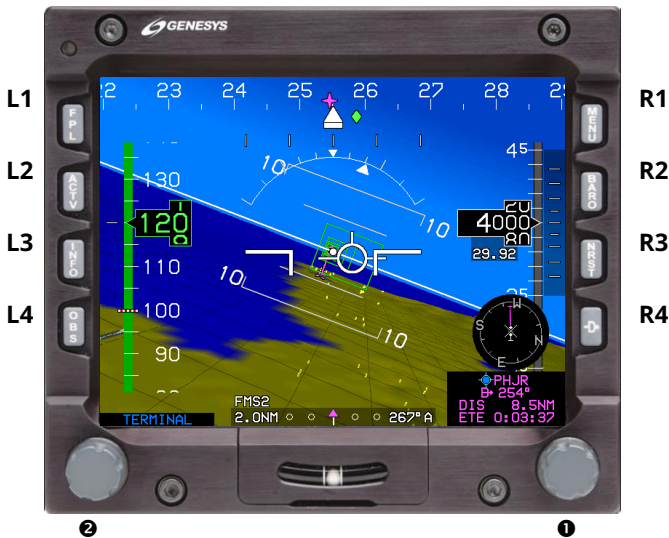 GENESYS
L1
L2
L3
L4
R1
R2
R3
R4
FPL
ACTV
INFO
OBS
MENU
BARO
NRST
D
22 23 24 25 26 27 28
130
120
110
100
90
10
10
10
10
45
4000
29.92
W
S
N
E
PHJR
D 254°
DIS 8.5NM
ETE 0:03:37
FMS2
2.0NM 267°A
TERMINAL
❷
❶